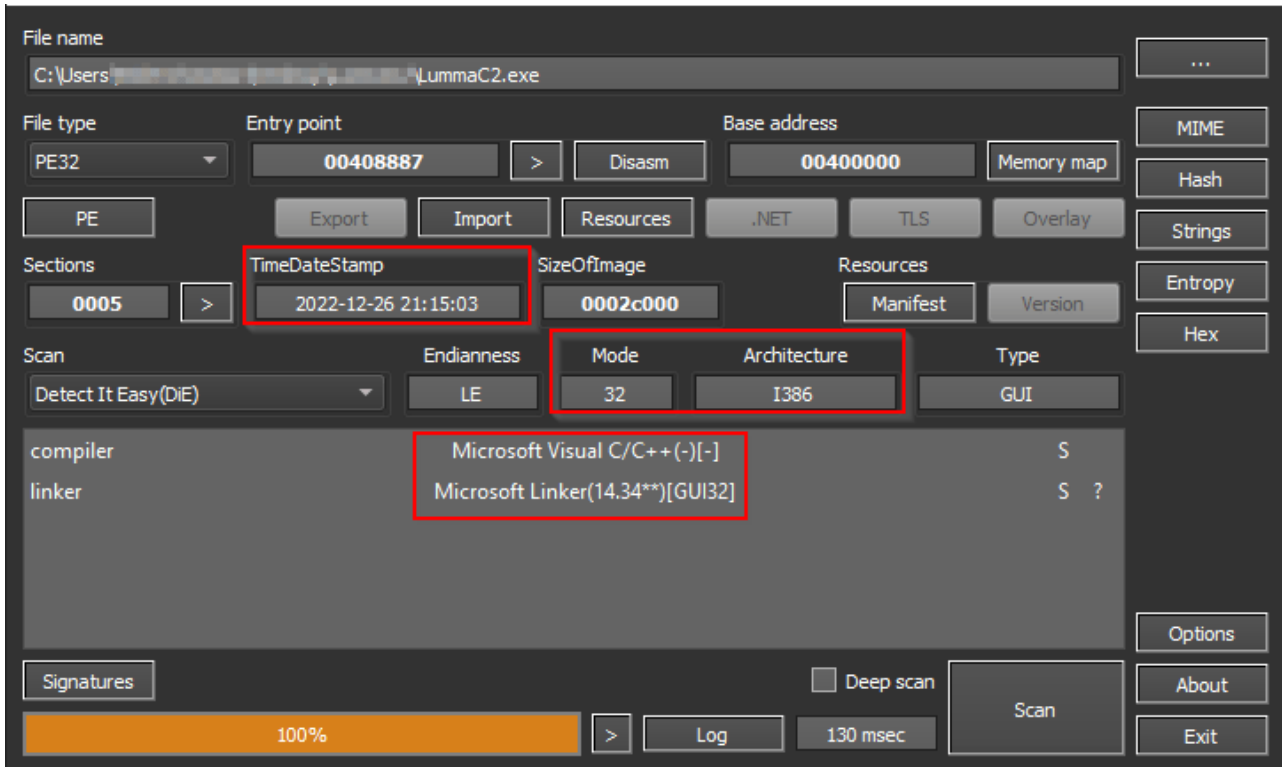 File name
C:\Users \LummaC2.exe
...
File type Entry point Base address
PE32 00408887 > Disasm 00400000 Memory map
MIME
Hash
PE Export Import Resources .NET TLS Overlay
Strings
Sections TimeDateStamp SizeOfImage Resources
0005 > 2022-12-26 21:15:03 0002c000 Manifest Version
Entropy
Hex
Scan Endianness Mode Architecture Type
Detect It Easy(DiE) LE 32 I386 GUI
compiler Microsoft Visual C/C++(-)[-] S
linker Microsoft Linker(14.34**)[GUI32] S ?
Options
Signatures Deep scan Scan About
100% > Log 130 msec Exit